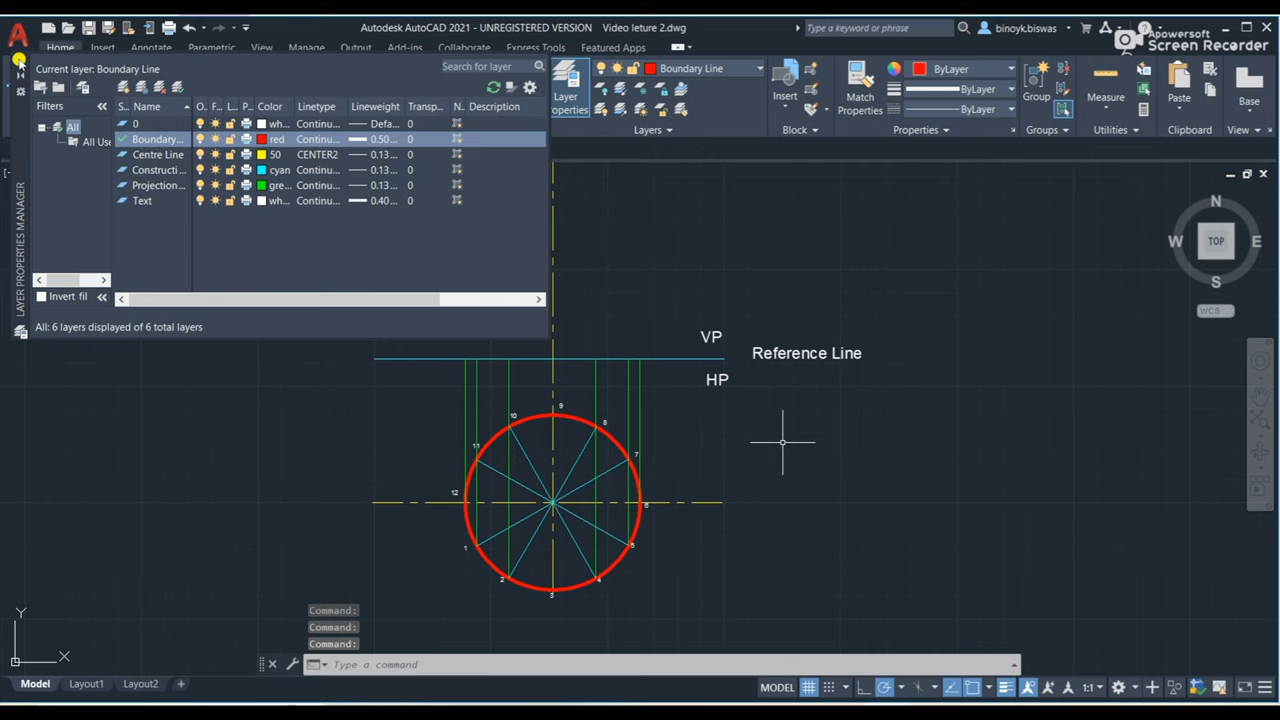 Autodesk AutoCAD 2021 - UNREGISTERED VERSION Video leture 2.dwg
Type a keyword or phrase
binoyk.biswas
Apowersoft
Screen Recorder
Home Insert Annotate Parametric View Manage Output Add-ins Collaborate Express Tools Featured Apps
Current layer: Boundary Line
Search for layer
Filters
S.. Name O. F.. L... P.. Color Linetype Lineweight Transp... N.. Description
All
All Use
0 wh... Continu... Defa... 0
Boundary... red Continu... 0.50... 0
Centre Line 50 CENTER2 0.13... 0
Constructi... cyan Continu... 0.13... 0
Projection... gre... Continu... 0.13... 0
Text wh... Continu... 0.40... 0
Invert fil
All: 6 layers displayed of 6 total layers
LAYER PROPERTIES MANAGER
Layer
Properties
Boundary Line
Layers
Insert
Block
Match
Properties
ByLayer
ByLayer
ByLayer
Properties
Group
Groups
Measure
Utilities
Paste
Clipboard
Base
View
N
W TOP E
S
WCS
VP
Reference Line
HP
9
10
8
11
7
12
6
1
5
2
4
3
Y
X
Command:
Command:
Command:
Type a command
Model Layout1 Layout2 +
MODEL
1:1